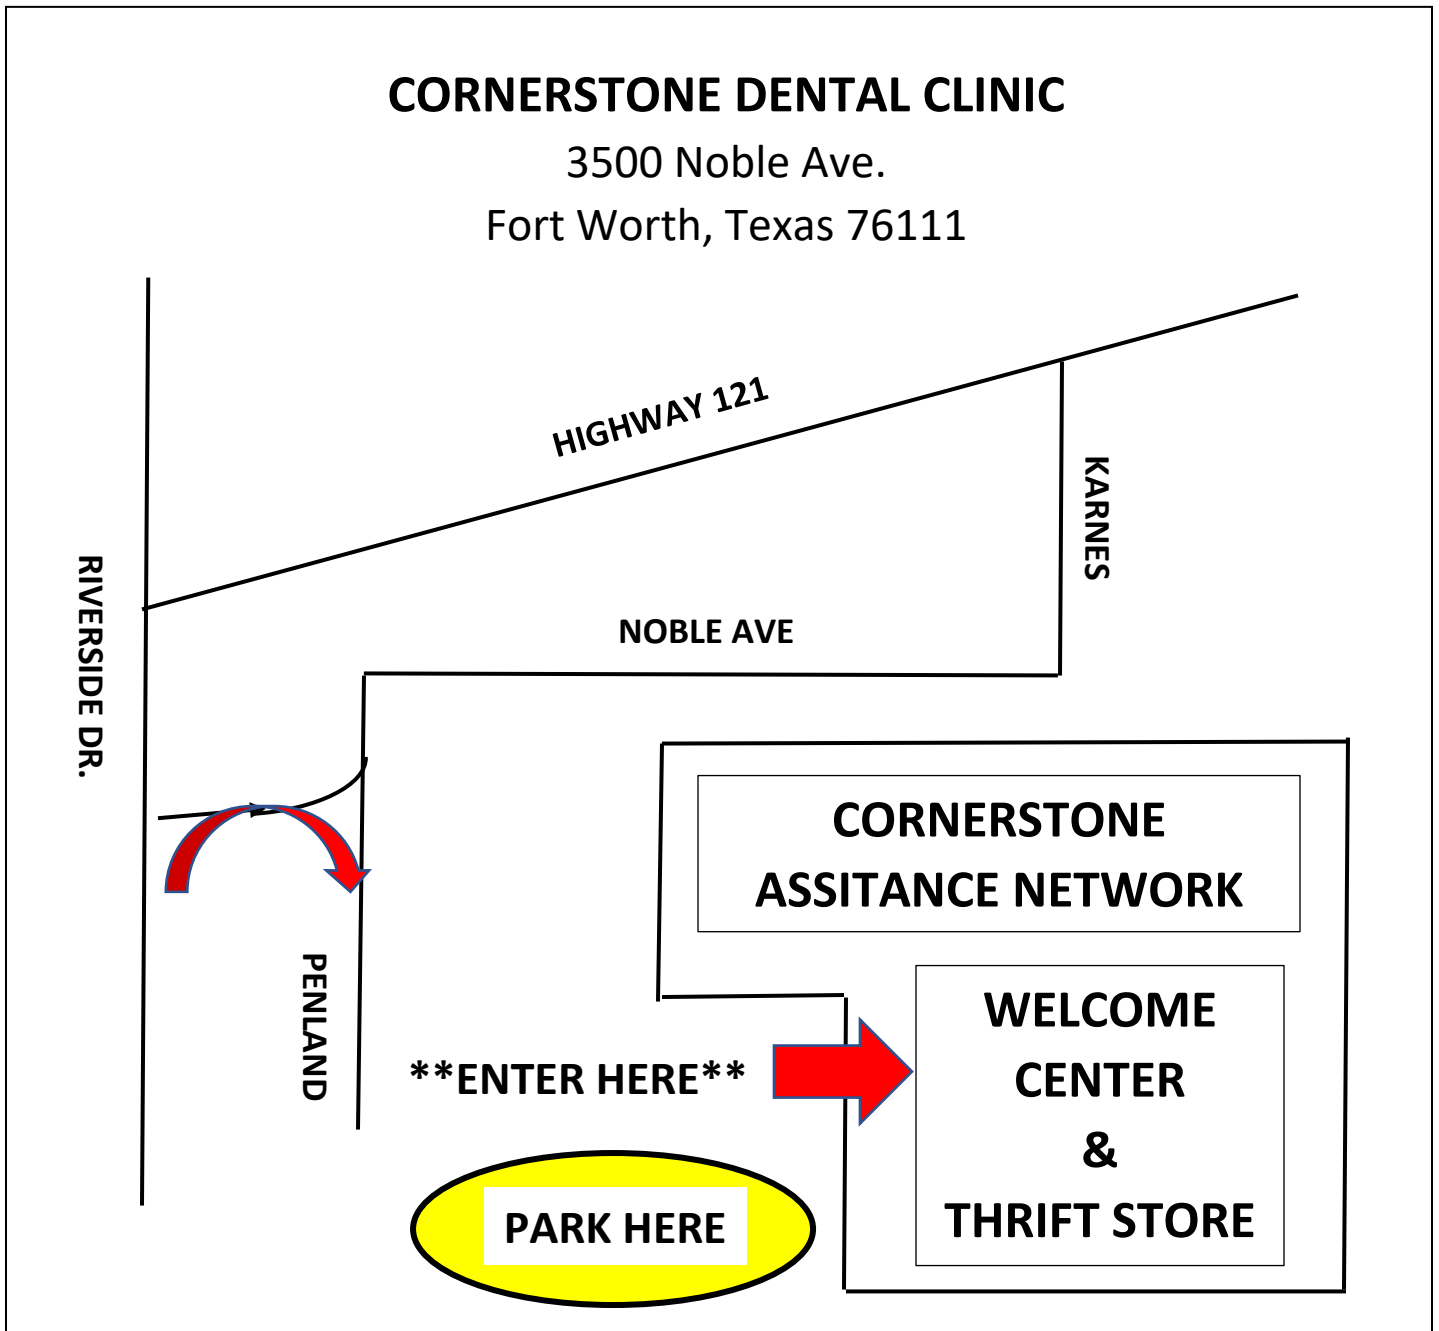 CORNERSTONE DENTAL CLINIC
3500 Noble Ave.
Fort Worth, Texas 76111
HIGHWAY 121
KARNES
RIVERSIDE DR.
NOBLE AVE
CORNERSTONE
ASSITANCE NETWORK
PENLAND
**ENTER HERE**
WELCOME
CENTER
&
THRIFT STORE
PARK HERE